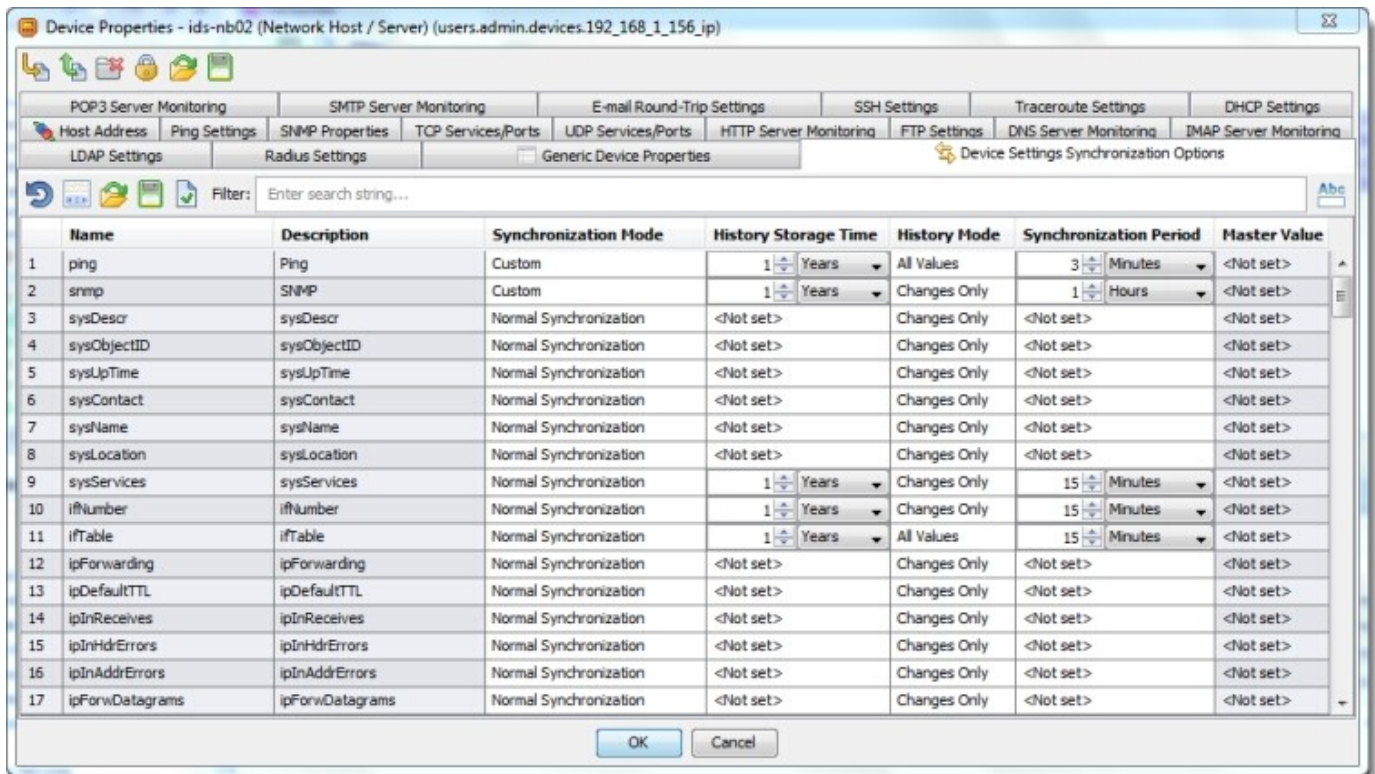 Device Properties - ids-nb02 (Network Host / Server) (users.admin.devices.192_168_1_156_ip)
POP3 Server Monitoring SMTP Server Monitoring E-mail Round-Trip Settings SSH Settings Traceroute Settings DHCP Settings
Host Address Ping Settings SNMP Properties TCP Services/Ports UDP Services/Ports HTTP Server Monitoring FTP Settings DNS Server Monitoring IMAP Server Monitoring
LDAP Settings Radius Settings Generic Device Properties Device Settings Synchronization Options
Filter: Enter search string... Abc
Name Description Synchronization Mode History Storage Time History Mode Synchronization Period Master Value
1 ping Ping Custom 1 Years All Values 3 Minutes <Not set>
2 snmp SNMP Custom 1 Years Changes Only 1 Hours <Not set>
3 sysDescr sysDescr Normal Synchronization <Not set> Changes Only <Not set> <Not set>
4 sysObjectID sysObjectID Normal Synchronization <Not set> Changes Only <Not set> <Not set>
5 sysUpTime sysUpTime Normal Synchronization <Not set> Changes Only <Not set> <Not set>
6 sysContact sysContact Normal Synchronization <Not set> Changes Only <Not set> <Not set>
7 sysName sysName Normal Synchronization <Not set> Changes Only <Not set> <Not set>
8 sysLocation sysLocation Normal Synchronization <Not set> Changes Only <Not set> <Not set>
9 sysServices sysServices Normal Synchronization 1 Years Changes Only 15 Minutes <Not set>
10 ifNumber ifNumber Normal Synchronization 1 Years Changes Only 15 Minutes <Not set>
11 ifTable ifTable Normal Synchronization 1 Years All Values 15 Minutes <Not set>
12 ipForwarding ipForwarding Normal Synchronization <Not set> Changes Only <Not set> <Not set>
13 ipDefaultTTL ipDefaultTTL Normal Synchronization <Not set> Changes Only <Not set> <Not set>
14 ipInReceives ipInReceives Normal Synchronization <Not set> Changes Only <Not set> <Not set>
15 ipInHdrErrors ipInHdrErrors Normal Synchronization <Not set> Changes Only <Not set> <Not set>
16 ipInAddrErrors ipInAddrErrors Normal Synchronization <Not set> Changes Only <Not set> <Not set>
17 ipForwDatagrams ipForwDatagrams Normal Synchronization <Not set> Changes Only <Not set> <Not set>
OK Cancel